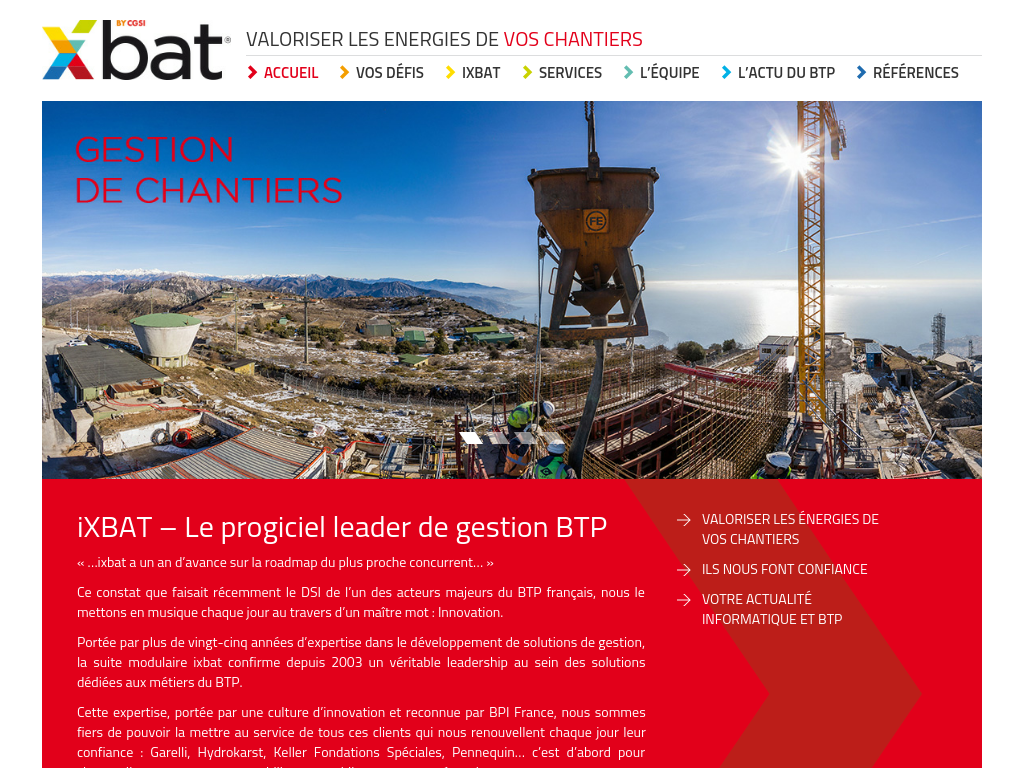 BY CGSI
xbat®
VALORISER LES ENERGIES DE VOS CHANTIERS
ACCUEIL VOS DÉFIS IXBAT SERVICES L'ÉQUIPE L'ACTU DU BTP RÉFÉRENCES
GESTION
DE CHANTIERS
FE
iXBAT – Le progiciel leader de gestion BTP
« …ixbat a un an d'avance sur la roadmap du plus proche concurrent… »
Ce constat que faisait récemment le DSI de l'un des acteurs majeurs du BTP français, nous le
mettons en musique chaque jour au travers d'un maître mot : Innovation.
Portée par plus de vingt-cinq années d'expertise dans le développement de solutions de gestion,
la suite modulaire ixbat confirme depuis 2003 un véritable leadership au sein des solutions
dédiées aux métiers du BTP.
Cette expertise, portée par une culture d'innovation et reconnue par BPI France, nous sommes
fiers de pouvoir la mettre au service de tous ces clients qui nous renouvellent chaque jour leur
confiance : Garelli, Hydrokarst, Keller Fondations Spéciales, Pennequin… c'est d'abord pour
VALORISER LES ÉNERGIES DE
VOS CHANTIERS
ILS NOUS FONT CONFIANCE
VOTRE ACTUALITÉ
INFORMATIQUE ET BTP